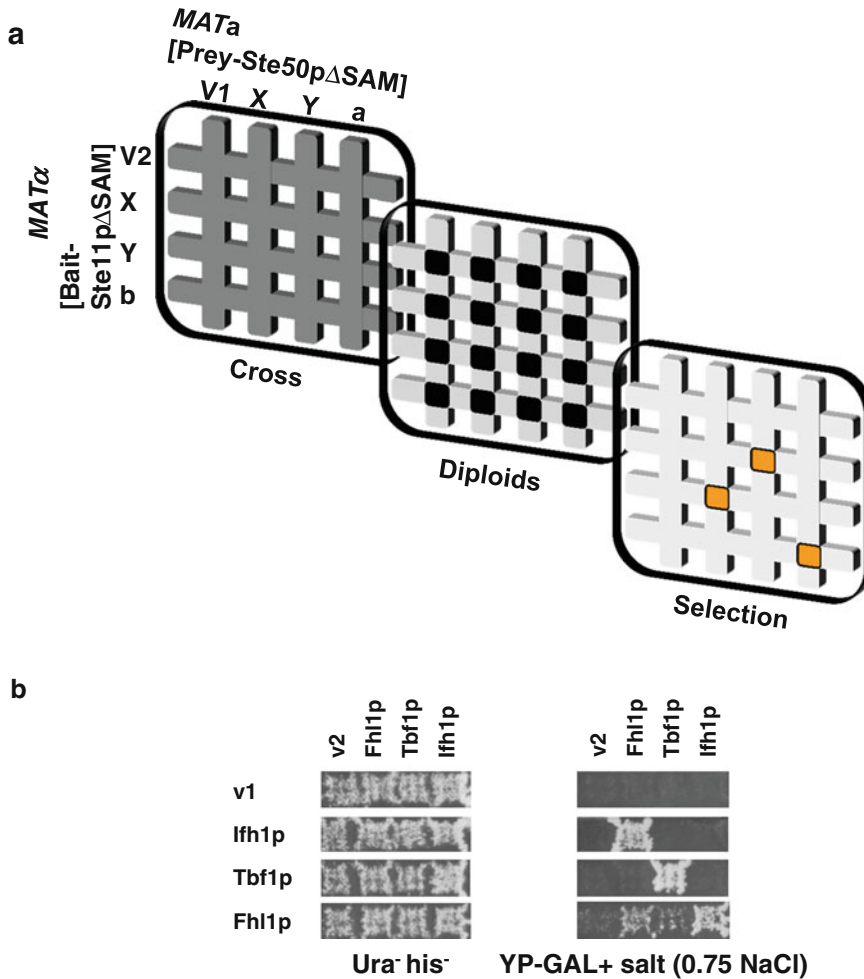 a
MATa
[Prey-Ste50pΔSAM]
V1 X Y a
MATα
[Bait-
Ste11pΔSAM]
V2
X
Y
b
Cross
Diploids
Selection
b
v2 Fhl1p Tbf1p Ifh1p
v2 Fhl1p Tbf1p Ifh1p
v1
Ifh1p
Tbf1p
Fhl1p
Ura⁻ his⁻
YP-GAL+ salt (0.75 NaCl)